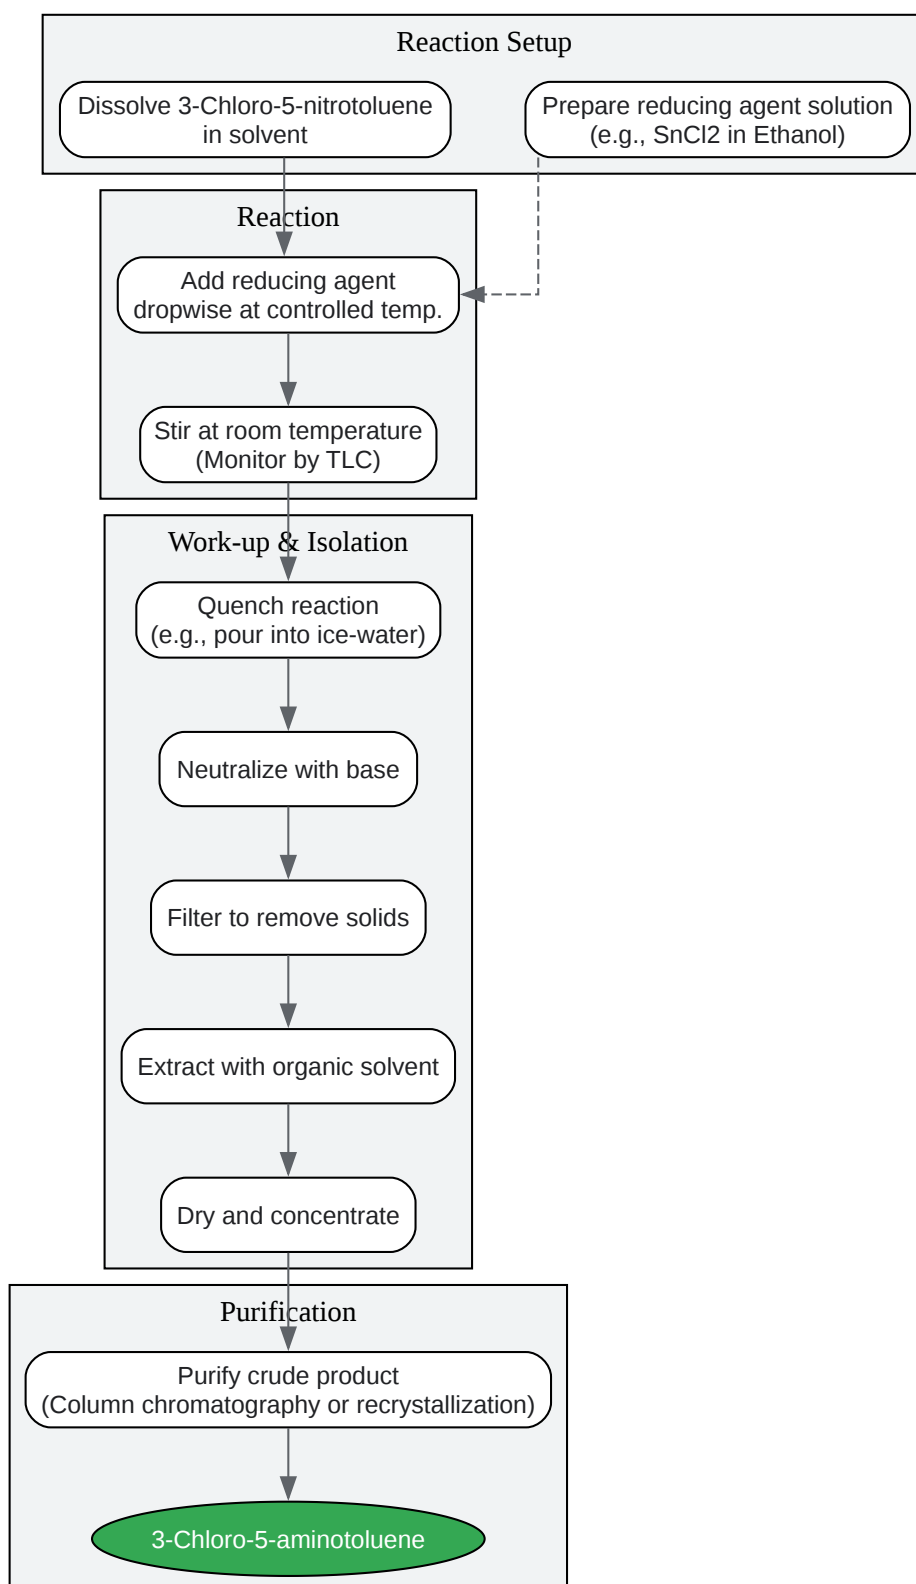 Reaction Setup
Dissolve 3-Chloro-5-nitrotoluene
in solvent
Prepare reducing agent solution
(e.g., SnCl2 in Ethanol)
Reaction
Add reducing agent
dropwise at controlled temp.
Stir at room temperature
(Monitor by TLC)
Work-up & Isolation
Quench reaction
(e.g., pour into ice-water)
Neutralize with base
Filter to remove solids
Extract with organic solvent
Dry and concentrate
Purification
Purify crude product
(Column chromatography or recrystallization)
3-Chloro-5-aminotoluene